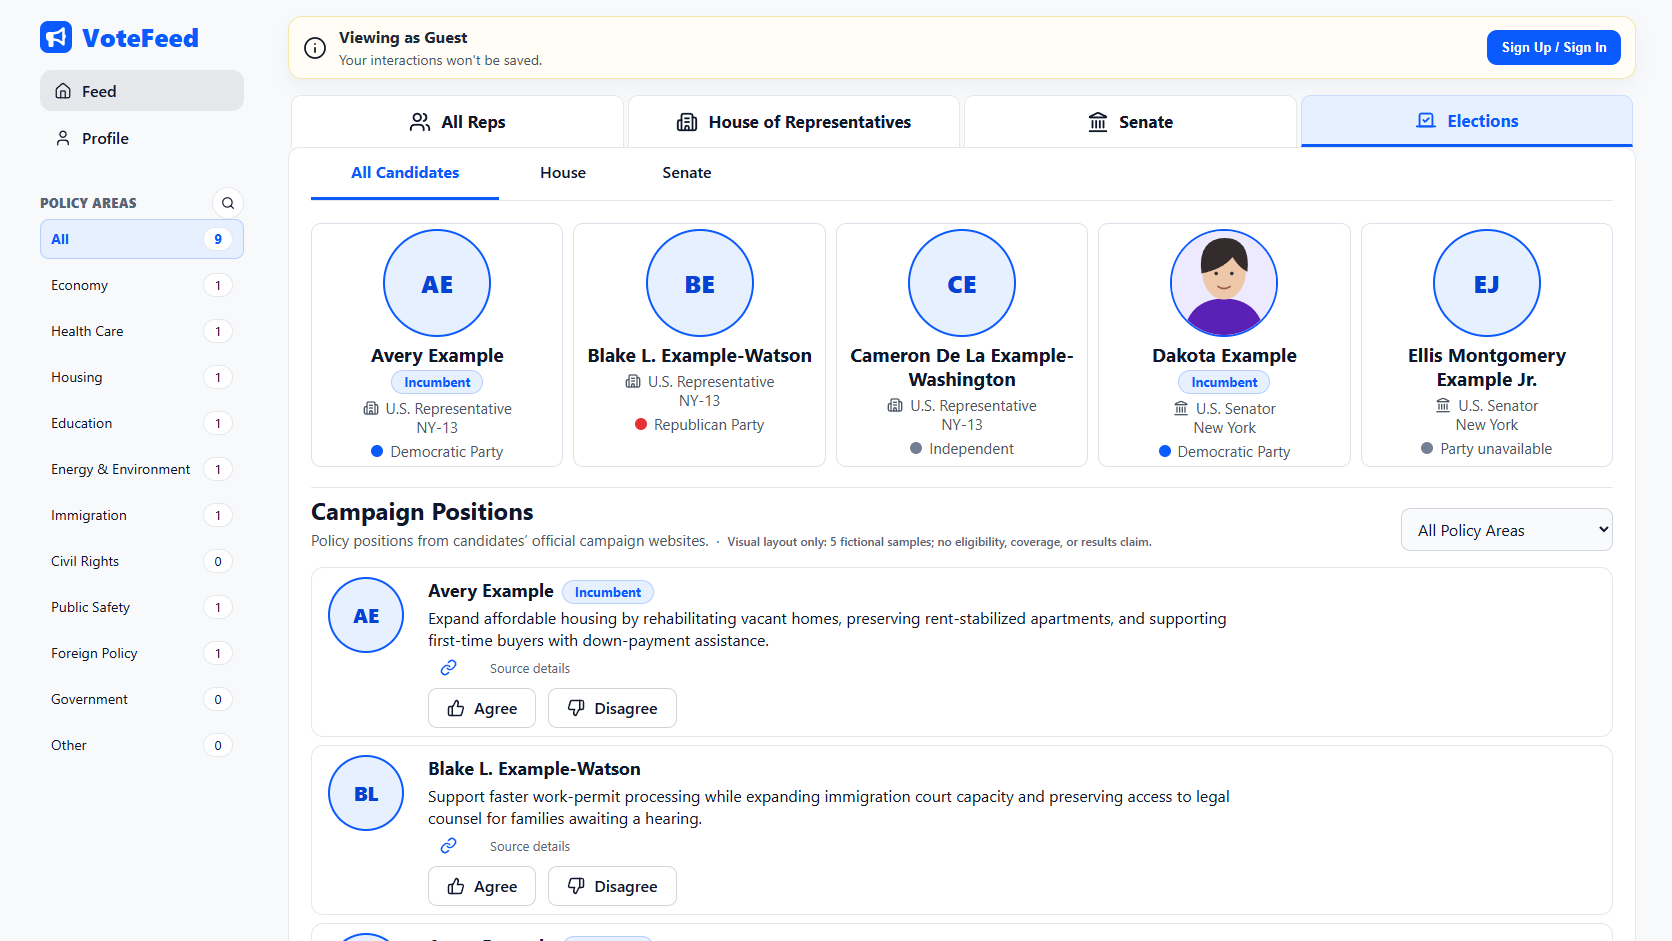 VoteFeed
Feed
Profile
POLICY AREAS
All 9
Economy 1
Health Care 1
Housing 1
Education 1
Energy & Environment 1
Immigration 1
Civil Rights 0
Public Safety 1
Foreign Policy 1
Government 0
Other 0
Viewing as Guest
Your interactions won't be saved.
Sign Up / Sign In
All Reps
House of Representatives
Senate
Elections
All Candidates
House
Senate
AE
Avery Example
Incumbent
U.S. Representative
NY-13
Democratic Party
BE
Blake L. Example-Watson
U.S. Representative
NY-13
Republican Party
CE
Cameron De La Example-
Washington
U.S. Representative
NY-13
Independent
Dakota Example
Incumbent
U.S. Senator
New York
Democratic Party
EJ
Ellis Montgomery
Example Jr.
U.S. Senator
New York
Party unavailable
Campaign Positions
Policy positions from candidates' official campaign websites. · Visual layout only: 5 fictional samples; no eligibility, coverage, or results claim.
All Policy Areas
AE
Avery Example Incumbent
Expand affordable housing by rehabilitating vacant homes, preserving rent-stabilized apartments, and supporting
first-time buyers with down-payment assistance.
Source details
Agree
Disagree
BL
Blake L. Example-Watson
Support faster work-permit processing while expanding immigration court capacity and preserving access to legal
counsel for families awaiting a hearing.
Source details
Agree
Disagree